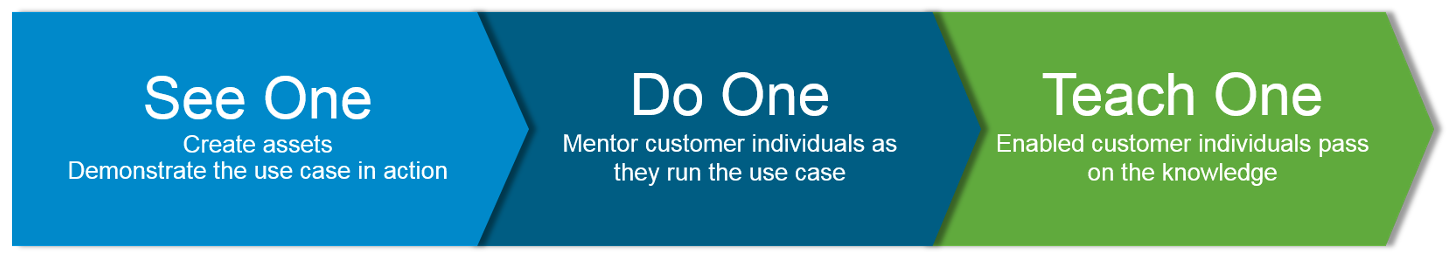 See One
Create assets
Demonstrate the use case in action
Do One
Mentor customer individuals as
they run the use case
Teach One
Enabled customer individuals pass
on the knowledge